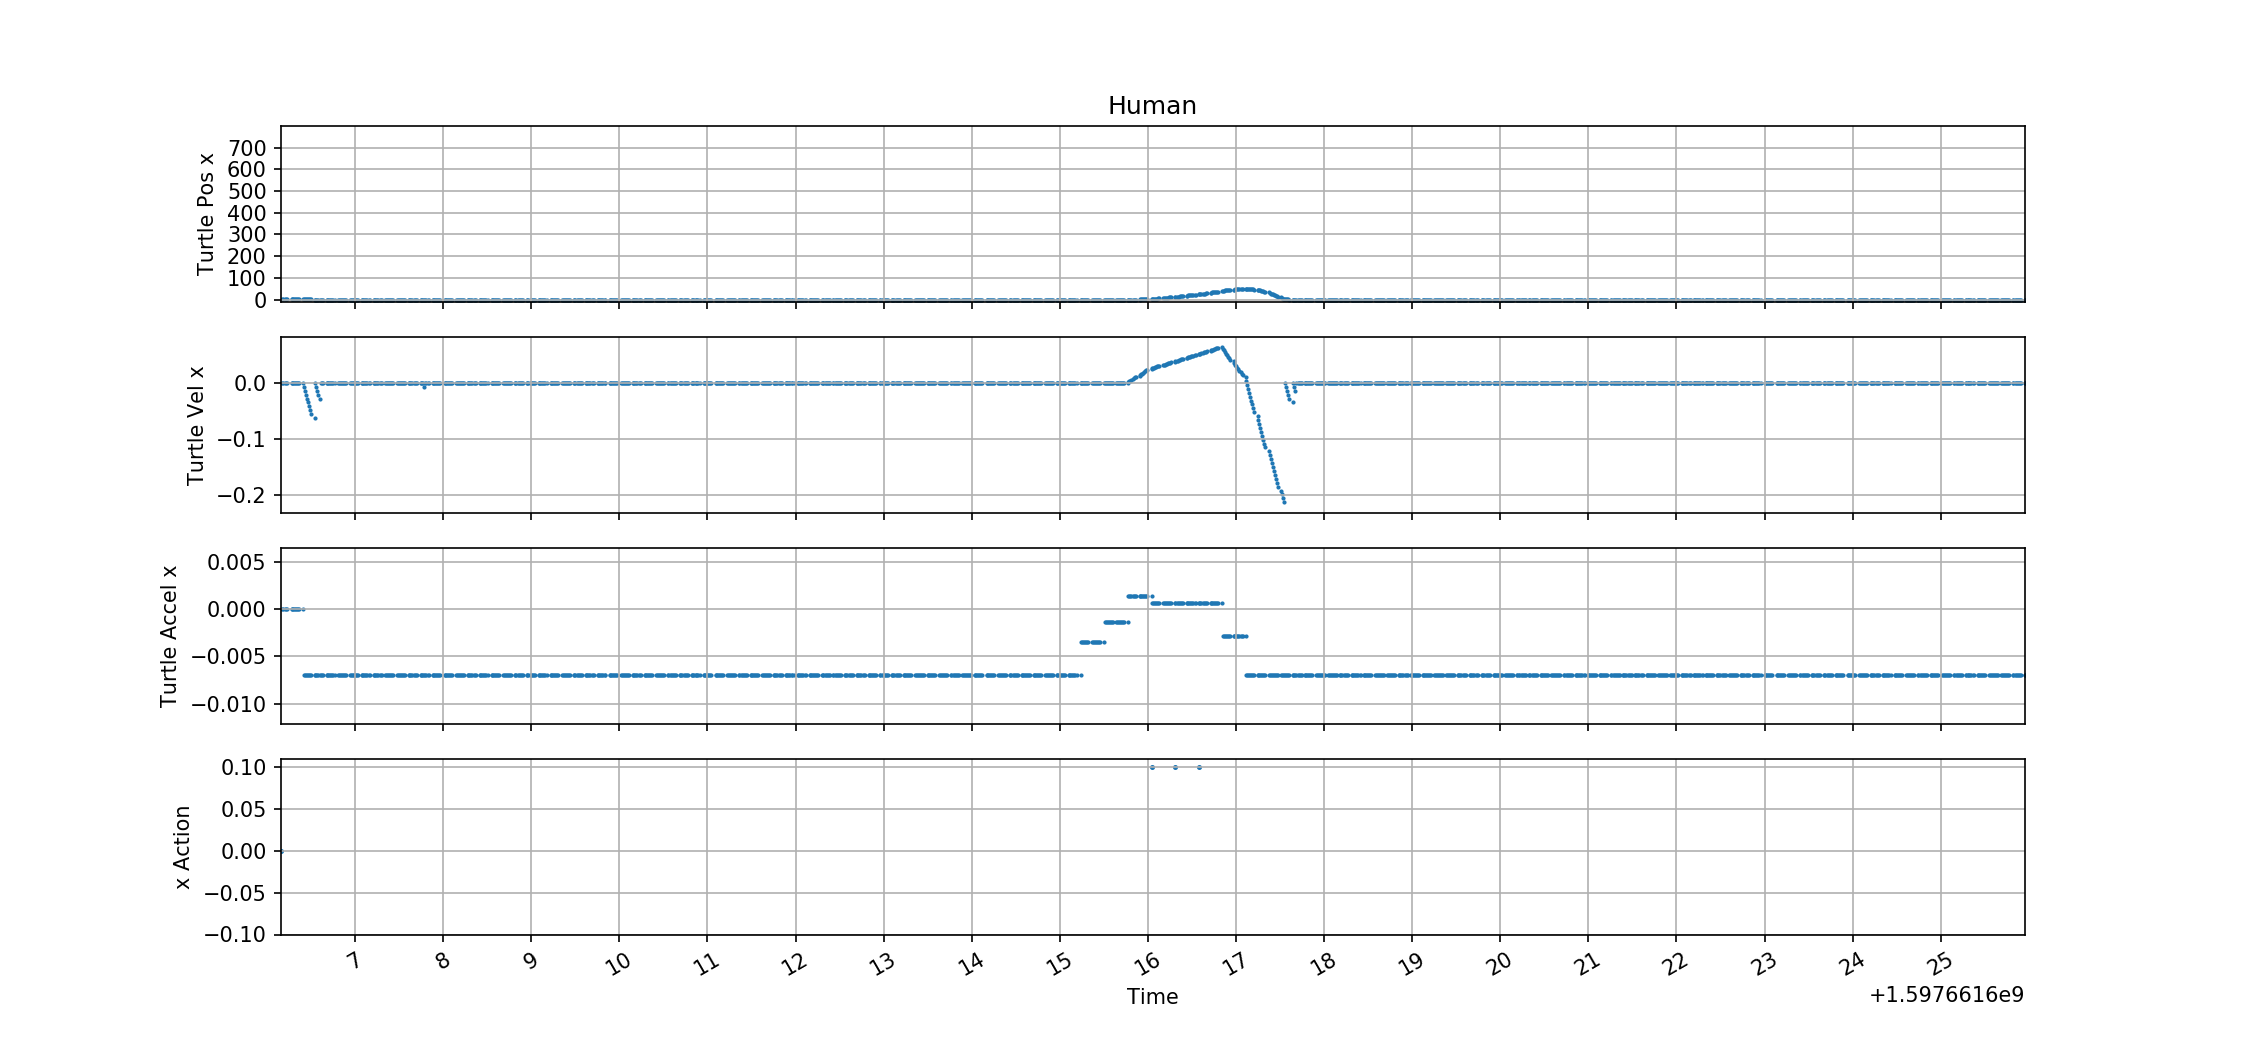 Human
Turtle Pos x
700
600
500
400
300
200
100
0
Turtle Vel x
0.0
−0.1
−0.2
Turtle Accel x
0.005
0.000
−0.005
−0.010
x Action
0.10
0.05
0.00
−0.05
−0.10
7 8 9 10 11 12 13 14 15 16 17 18 19 20 21 22 23 24 25
Time
+1.5976616e9